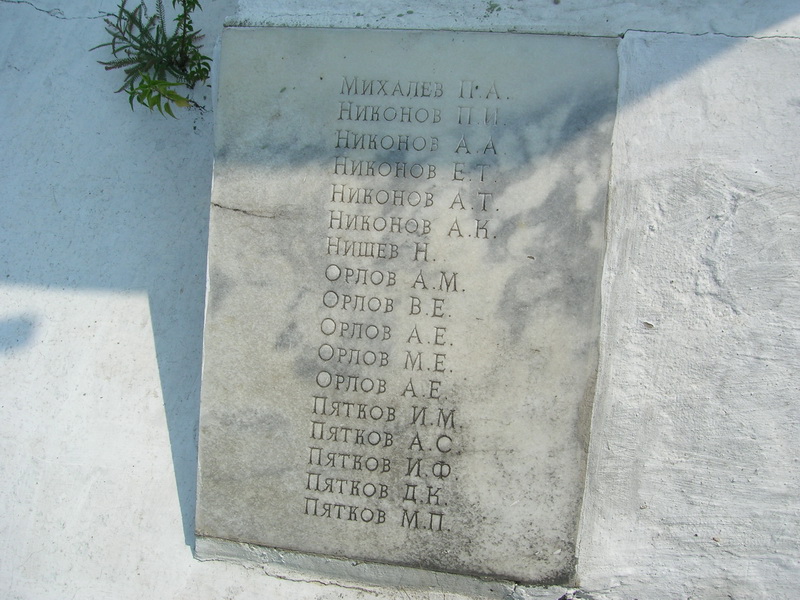 Михалев П.А.
Никонов П.И.
Никонов А.А.
Никонов Е.Т.
Никонов А.Т.
Никонов А.К.
Нищев Н.
Орлов А.М.
Орлов В.Е.
Орлов А.Е.
Орлов М.Е.
Орлов А.Е.
Пятков И.М.
Пятков А.С.
Пятков И.Ф.
Пятков Д.К.
Пятков М.П.